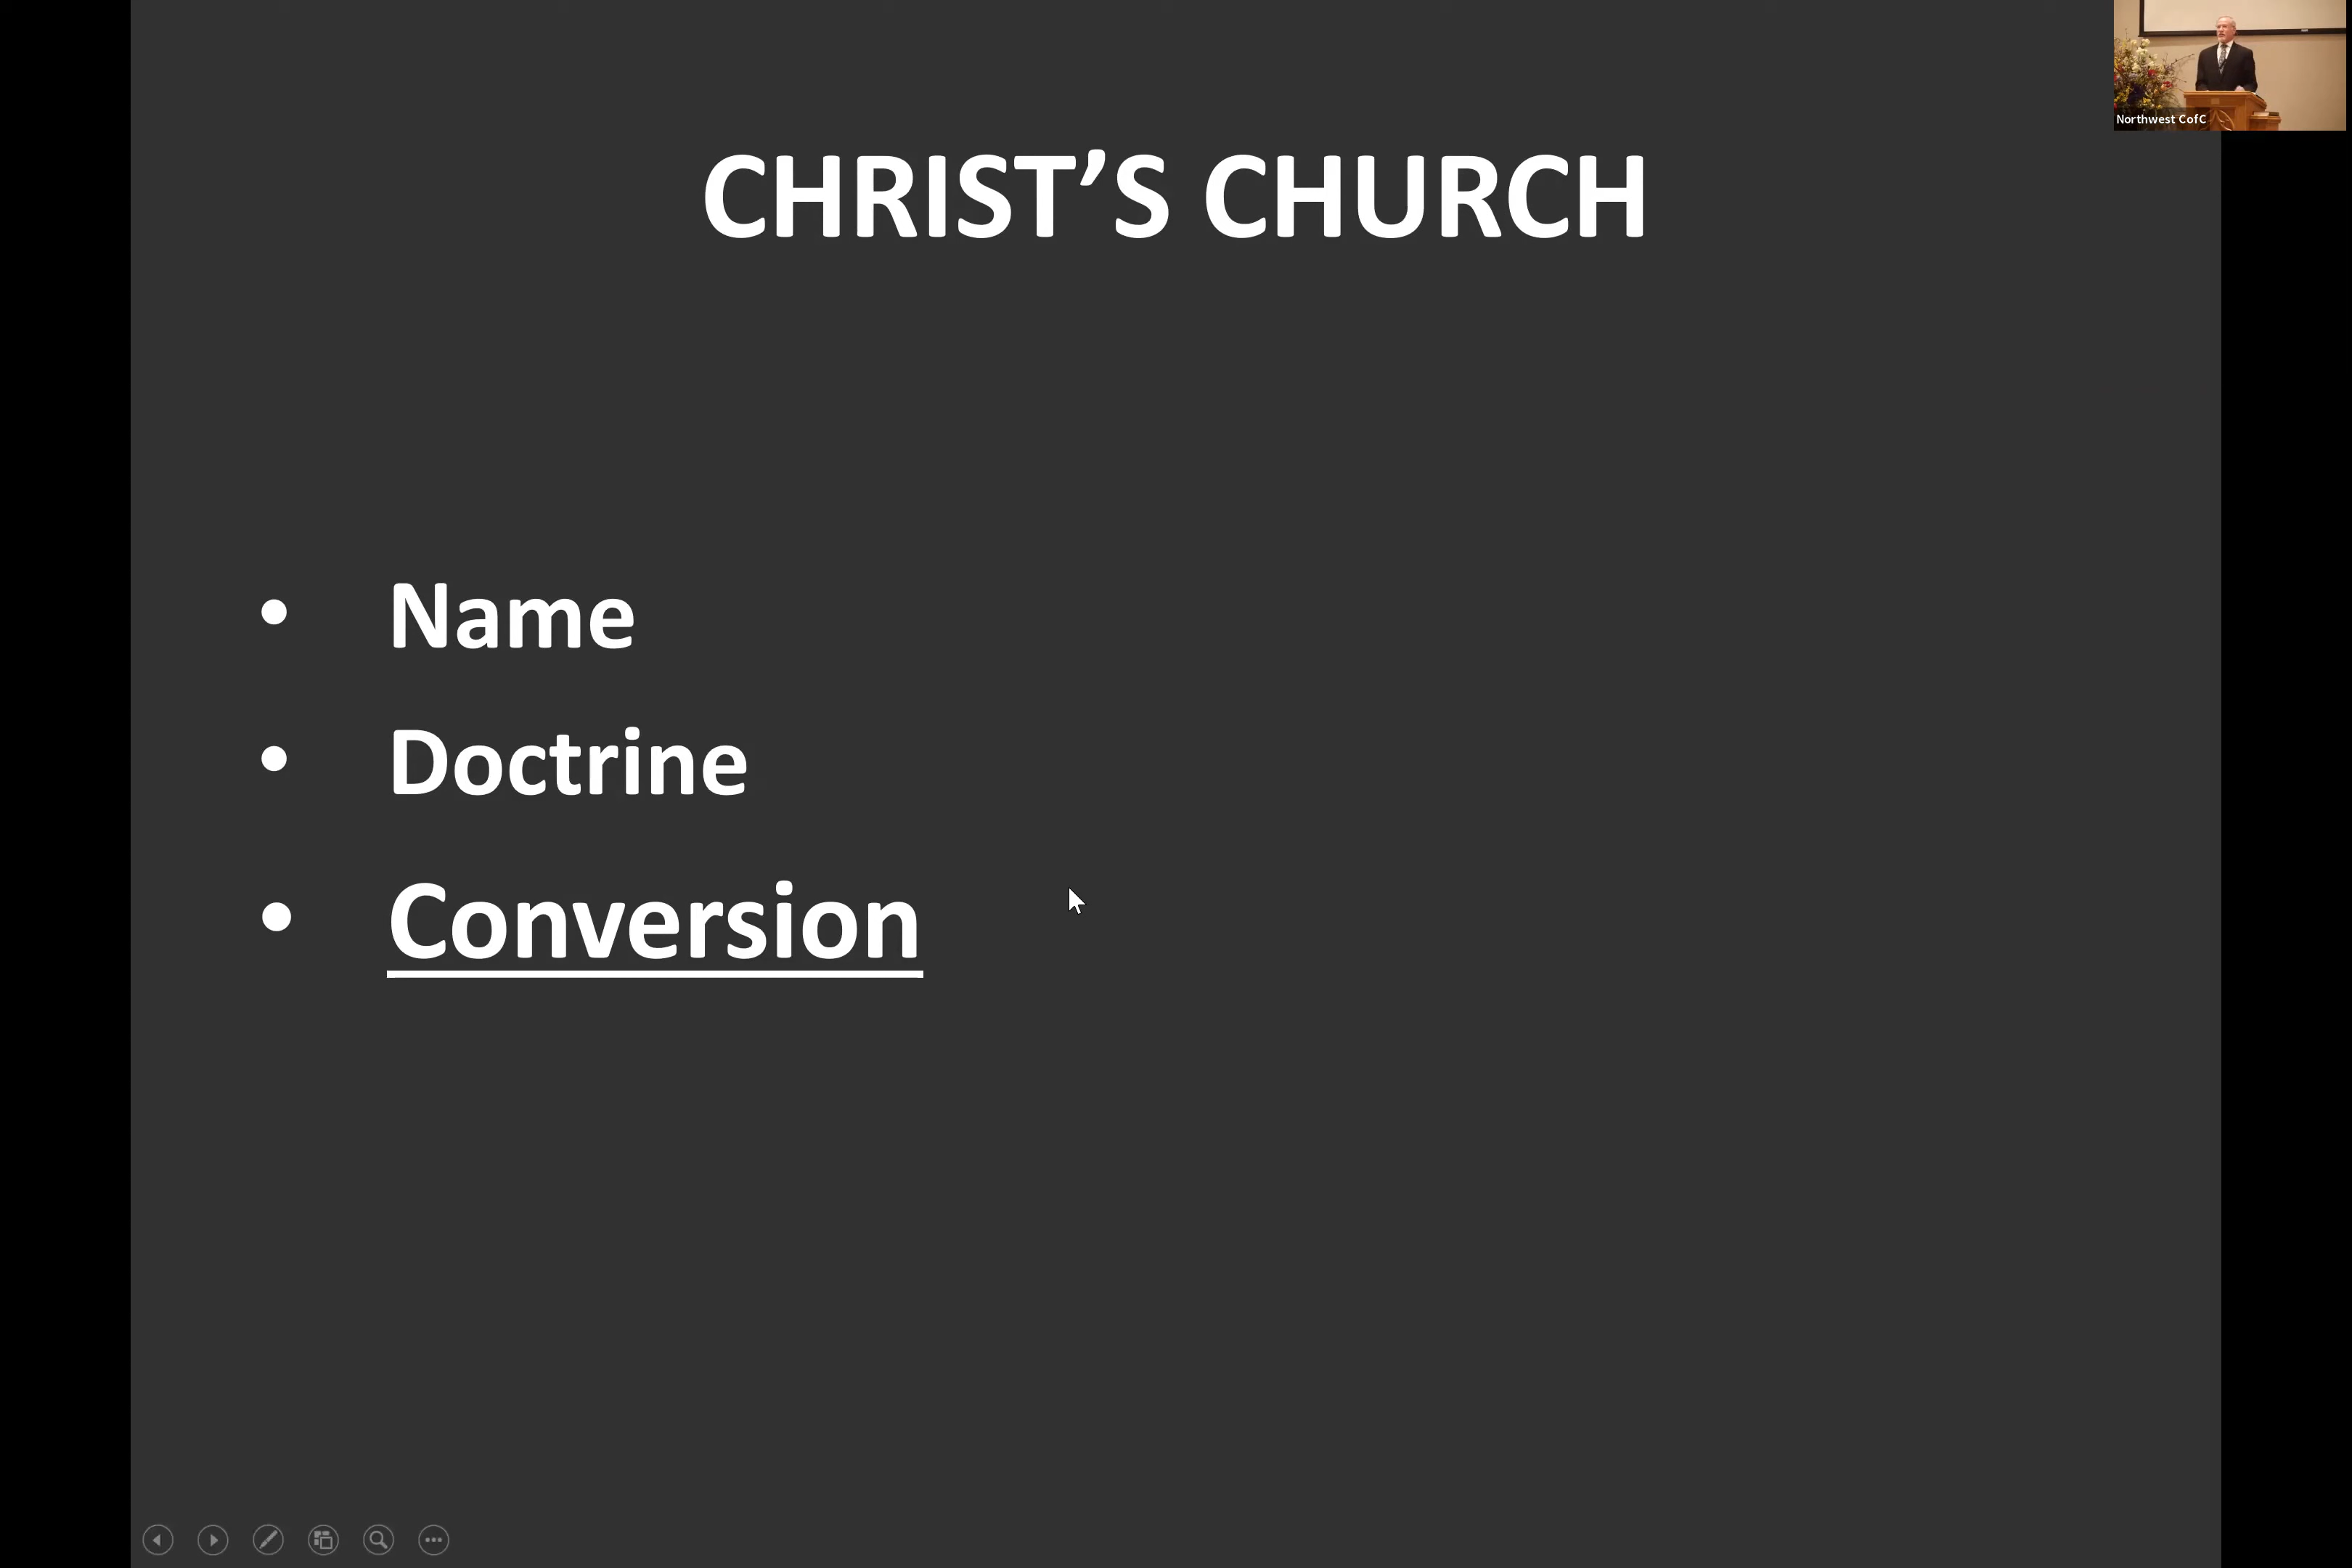 CHRIST’S CHURCH
Northwest CofC
• Name
• Doctrine
• Conversion